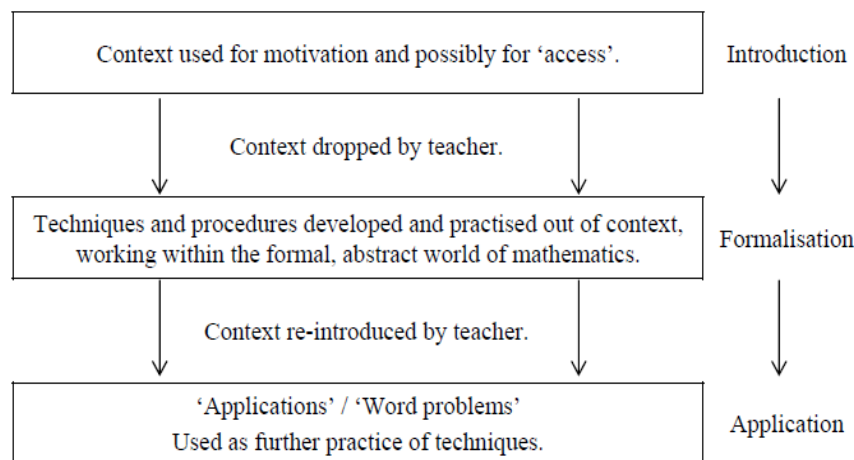 Context used for motivation and possibly for ‘access’.
Introduction
Context dropped by teacher.
Techniques and procedures developed and practised out of context,
working within the formal, abstract world of mathematics.
Formalisation
Context re-introduced by teacher.
‘Applications’ / ‘Word problems’
Used as further practice of techniques.
Application